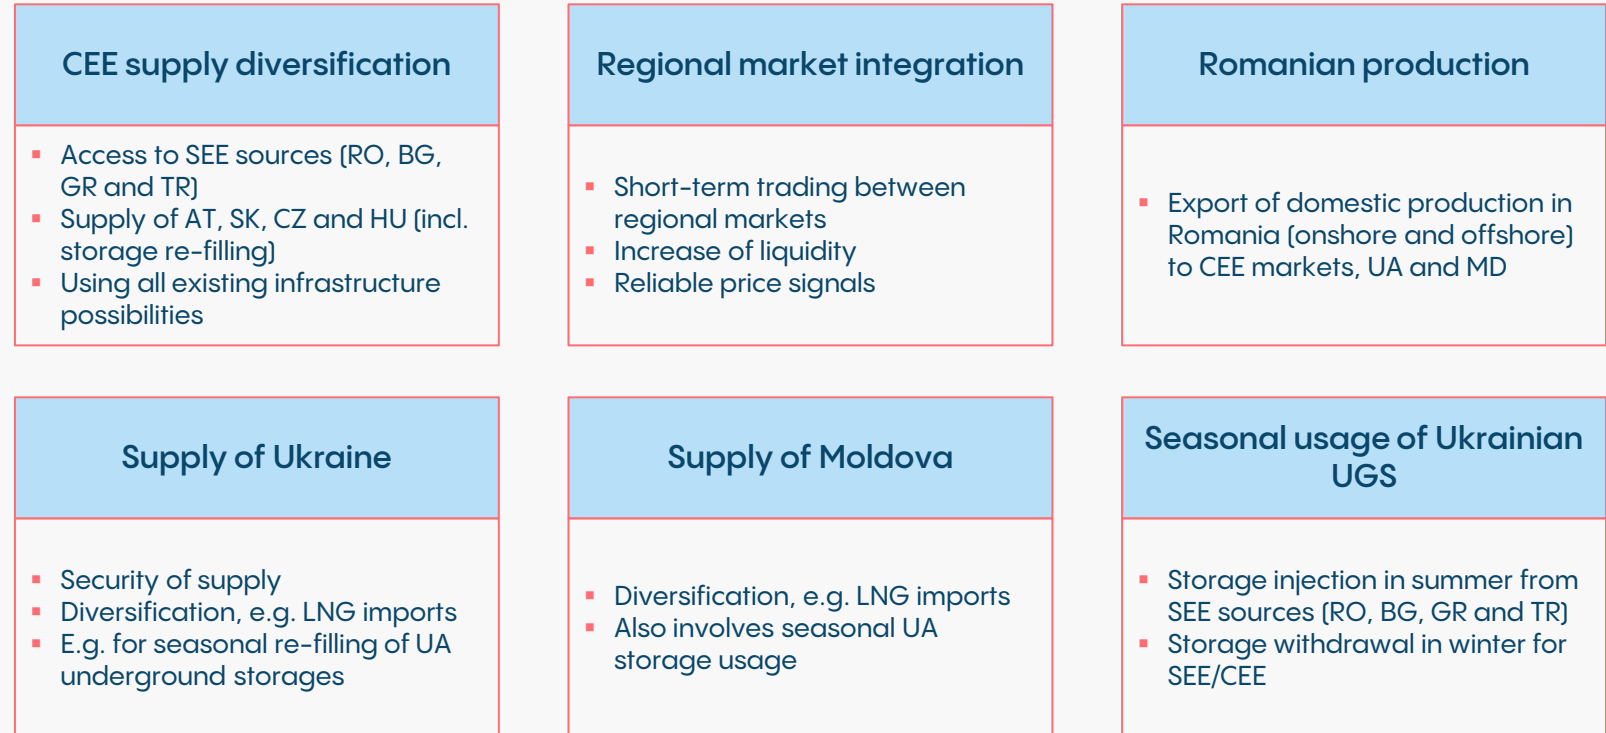 CEE supply diversification
▪ Access to SEE sources (RO, BG,
GR and TR)
▪ Supply of AT, SK, CZ and HU (incl.
storage re-filling)
▪ Using all existing infrastructure
possibilities
Regional market integration
▪ Short-term trading between
regional markets
▪ Increase of liquidity
▪ Reliable price signals
Romanian production
▪ Export of domestic production in
Romania (onshore and offshore)
to CEE markets, UA and MD
Supply of Ukraine
▪ Security of supply
▪ Diversification, e.g. LNG imports
▪ E.g. for seasonal re-filling of UA
underground storages
Supply of Moldova
▪ Diversification, e.g. LNG imports
▪ Also involves seasonal UA
storage usage
Seasonal usage of Ukrainian
UGS
▪ Storage injection in summer from
SEE sources (RO, BG, GR and TR)
▪ Storage withdrawal in winter for
SEE/CEE